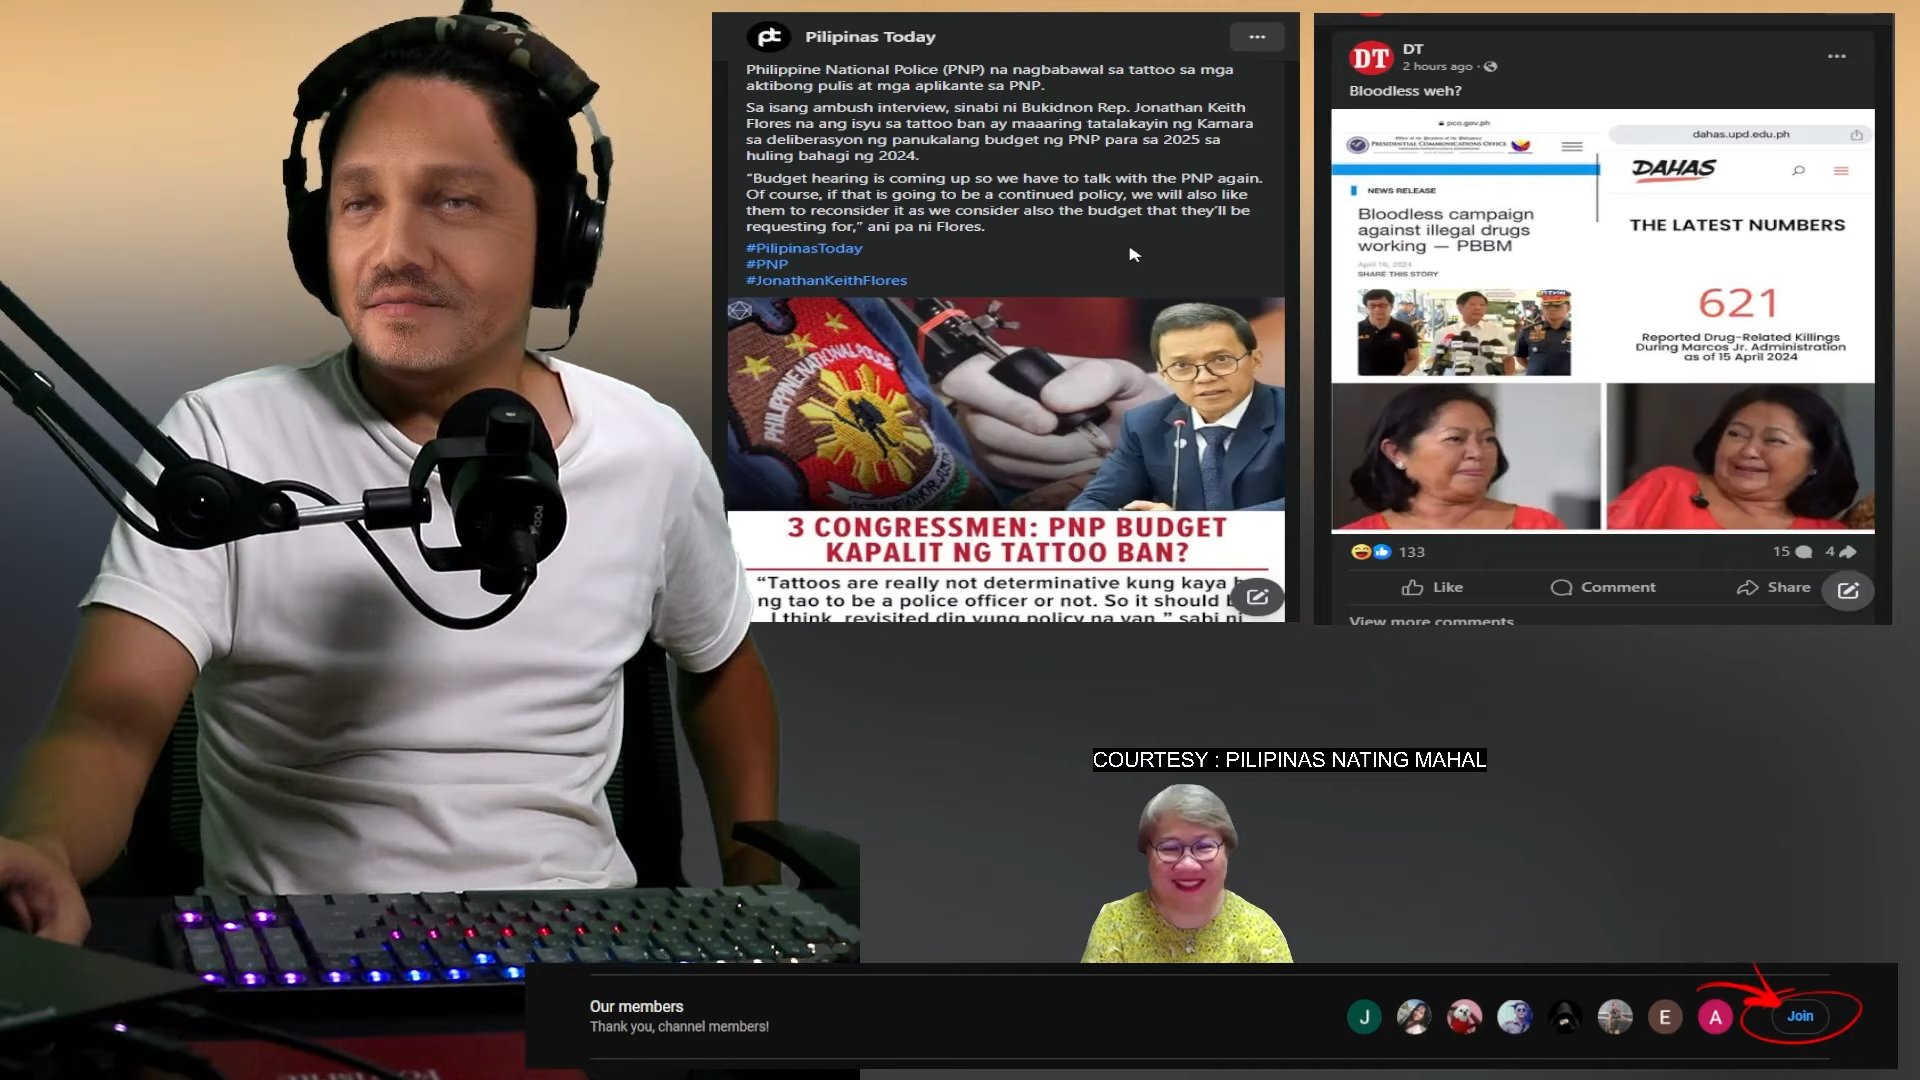 Pilipinas Today
Philippine National Police (PNP) na nagbabawal sa tattoo sa mga
aktibong pulis at mga aplikante sa PNP.
Sa isang ambush interview, sinabi ni Bukidnon Rep. Jonathan Keith
Flores na ang isyu sa tattoo ban ay maaaring tatalakayin ng Kamara
sa deliberasyon ng panukalang budget ng PNP para sa 2025 sa
huling bahagi ng 2024.
"Budget hearing is coming up so we have to talk with the PNP again.
Of course, if that is going to be a continued policy, we will also like
them to reconsider it as we consider also the budget that they'll be
requesting for," ani pa ni Flores.
#PilipinasToday
#PNP
#JonathanKeithFlores
PHILIPPINE NATIONAL POLICE
3 CONGRESSMEN: PNP BUDGET
KAPALIT NG TATTOO BAN?
"Tattoos are really not determinative kung kaya
ng tao to be a police officer or not. So it should
I think, revisited din yung policy na yan," sabi ni
DT
DT
2 hours ago
Bloodless weh?
pco.gov.ph
PRESIDENTIAL COMMUNICATIONS OFFICE
NEWS RELEASE
Bloodless campaign
against illegal drugs
working — PBBM
April 16, 2024
SHARE THIS STORY
dahas.upd.edu.ph
DAHAS
THE LATEST NUMBERS
621
Reported Drug-Related Killings
During Marcos Jr. Administration
as of 15 April 2024
133
15
4
Like
Comment
Share
View more comments
COURTESY : PILIPINAS NATING MAHAL
Our members
Thank you, channel members!
J
E
A
Join